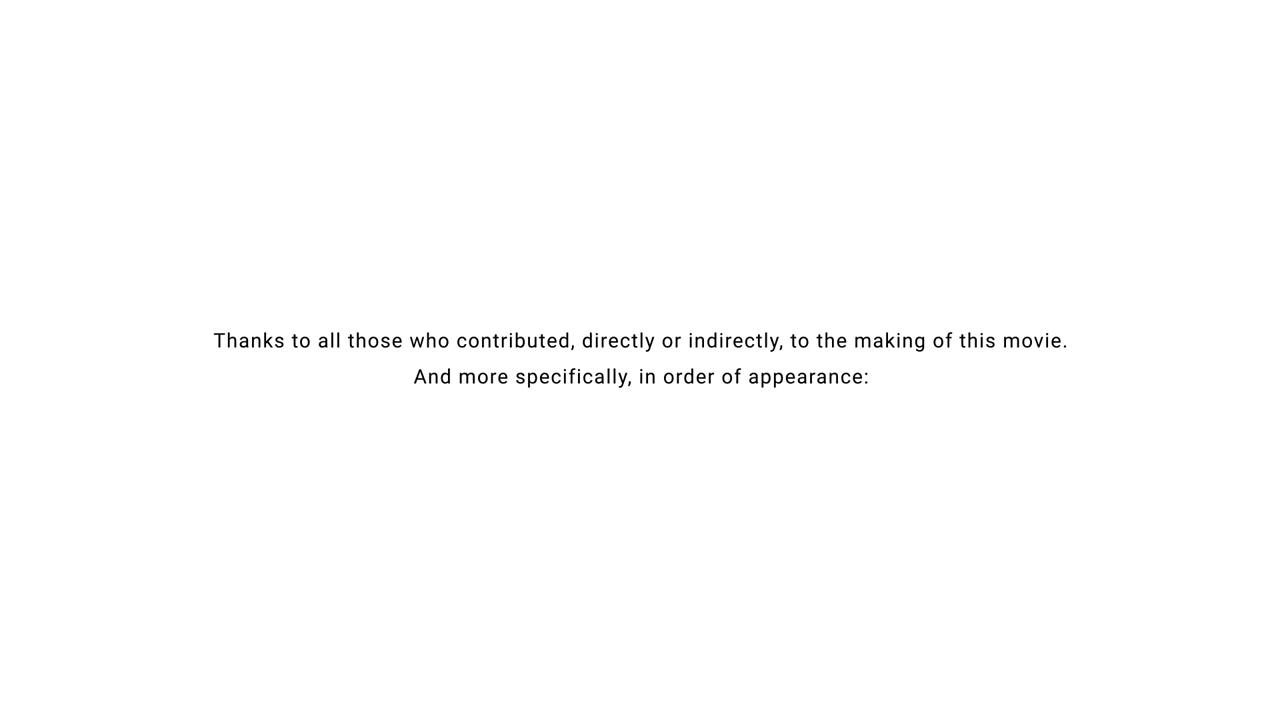 Thanks to all those who contributed, directly or indirectly, to the making of this movie.
And more specifically, in order of appearance: